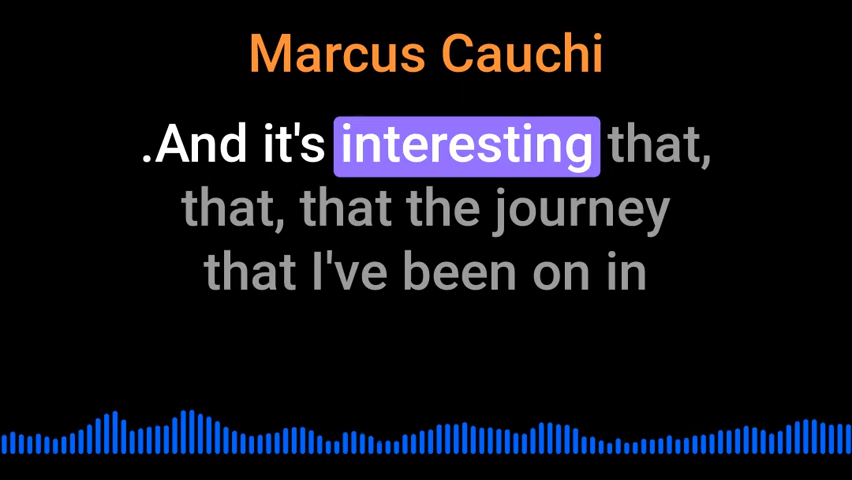 Marcus Cauchi
.And it's interesting that,
that, that the journey
that I've been on in